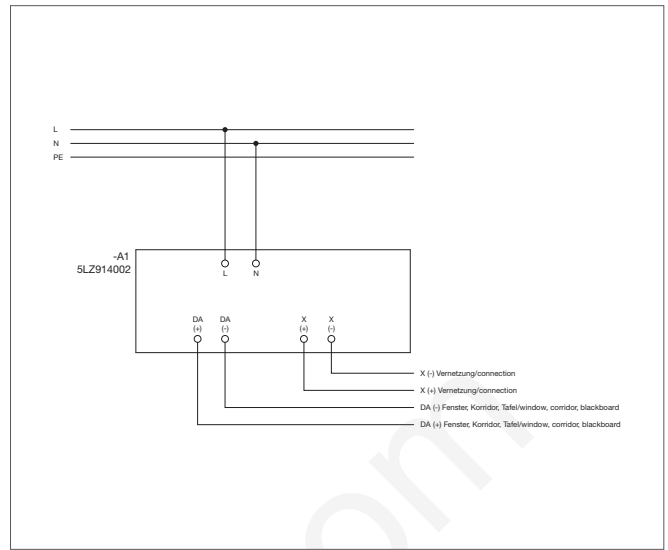 L
N
PE
-A1
5LZ914002
L N
DA DA X X
(+) (-) (+) (-)
X (-) Vernetzung/connection
X (+) Vernetzung/connection
DA (-) Fenster, Korridor, Tafel/window, corridor, blackboard
DA (+) Fenster, Korridor, Tafel/window, corridor, blackboard
om